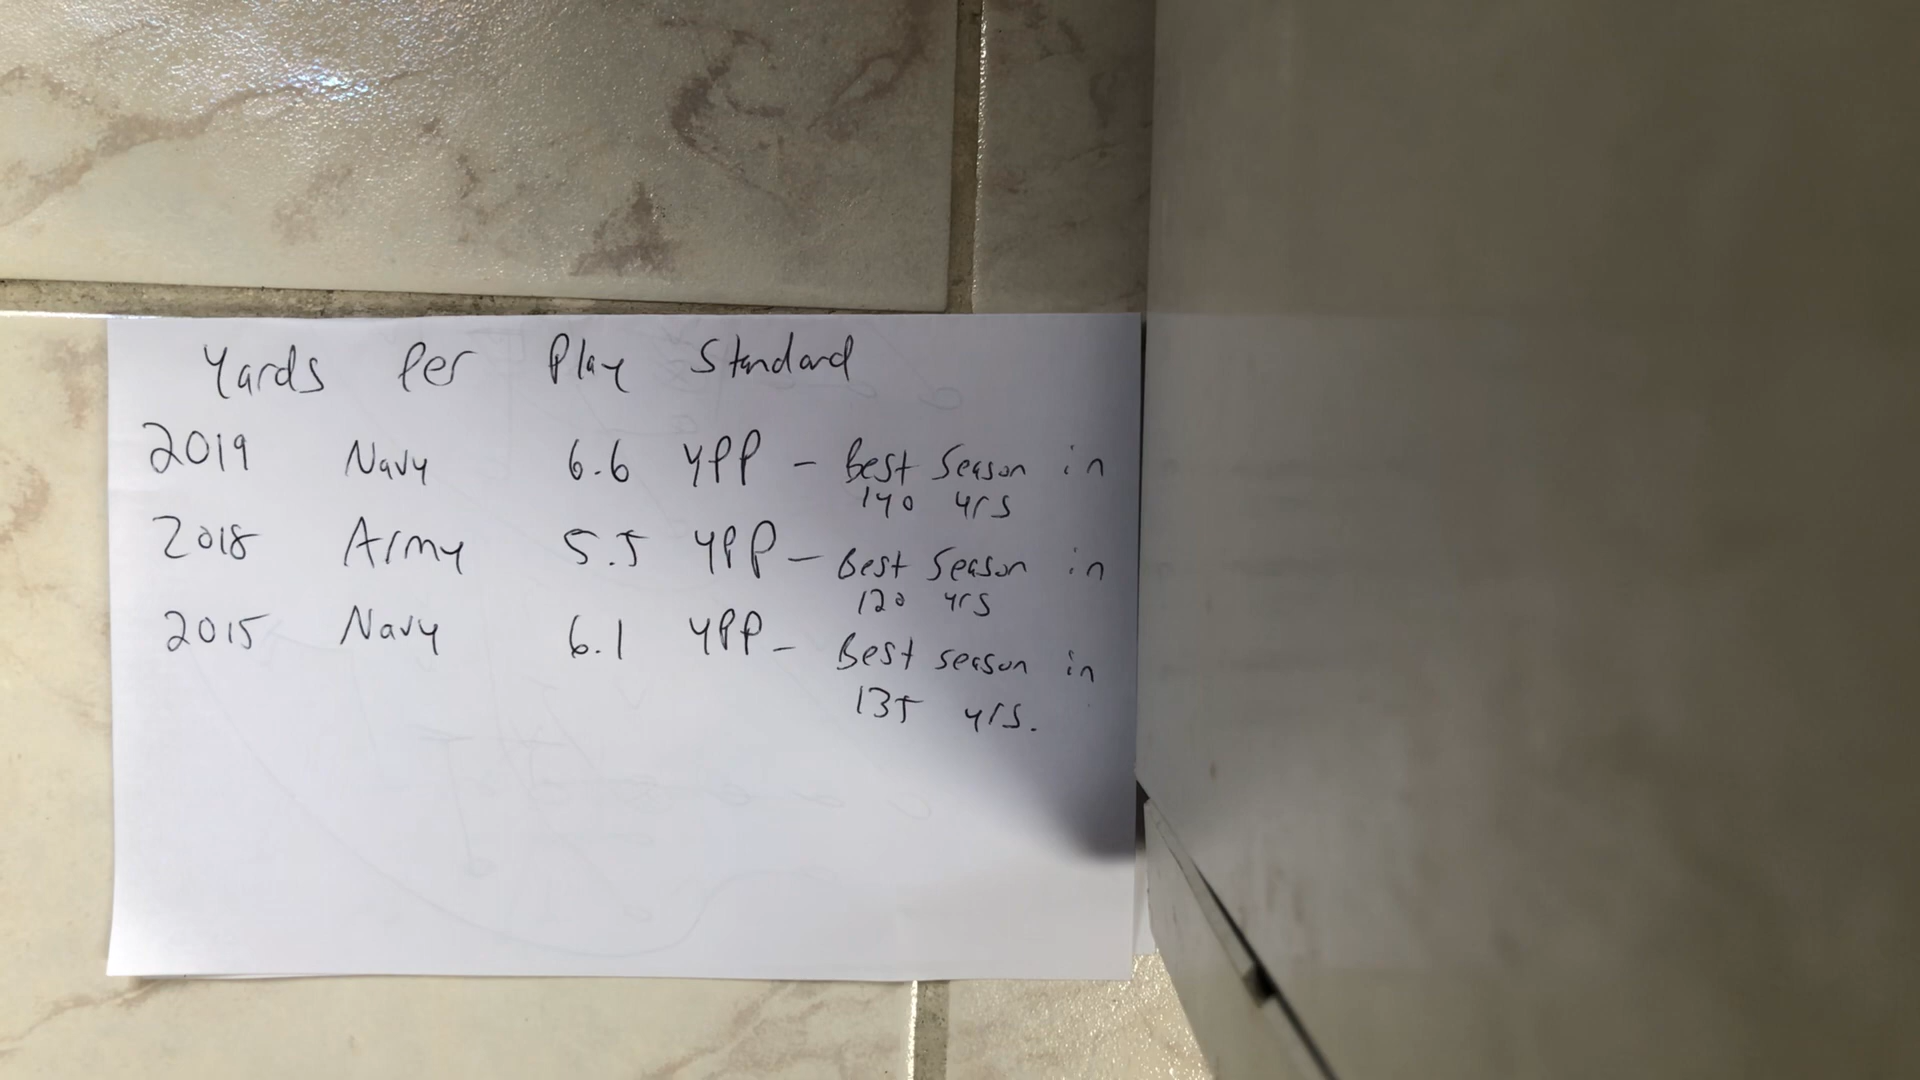 Yards Per Play Standard
2019 Navy 6.6 YPP - Best Season in
140 yrs
2018 Army 5.5 YPP - Best Season in
120 yrs
2015 Navy 6.1 YPP - Best season in
135 yrs.